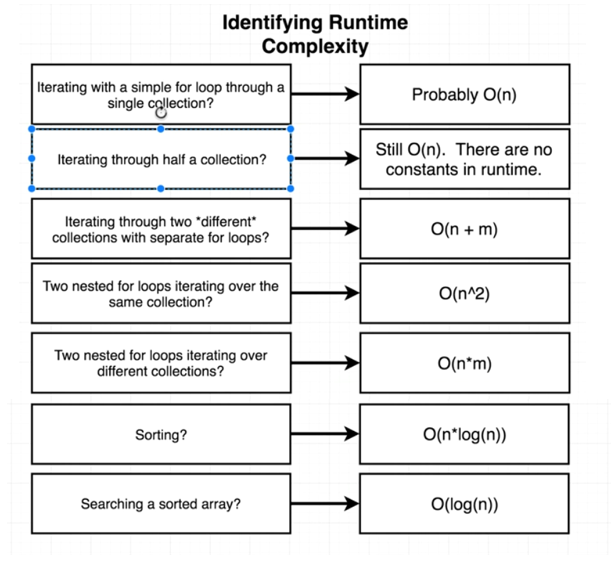 Identifying Runtime
Complexity
Iterating with a simple for loop through a
single collection?
Probably O(n)
Iterating through half a collection?
Still O(n).  There are no
constants in runtime.
Iterating through two *different*
collections with separate for loops?
O(n + m)
Two nested for loops iterating over the
same collection?
O(n^2)
Two nested for loops iterating over
different collections?
O(n*m)
Sorting?
O(n*log(n))
Searching a sorted array?
O(log(n))